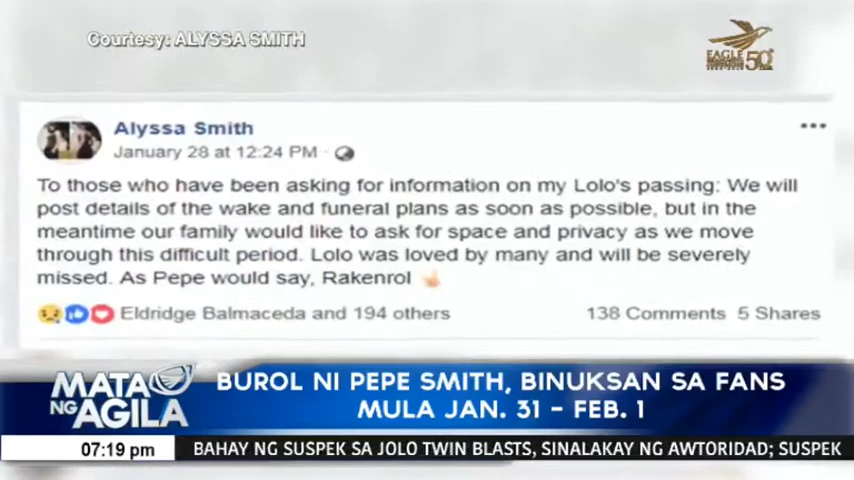 Courtesy: ALYSSA SMITH
EAGLE
50
Alyssa Smith
January 28 at 12:24 PM ·
To those who have been asking for information on my Lolo's passing: We will
post details of the wake and funeral plans as soon as possible, but in the
meantime our family would like to ask for space and privacy as we move
through this difficult period. Lolo was loved by many and will be severely
missed. As Pepe would say, Rakenrol
Eldridge Balmaceda and 194 others
138 Comments 5 Shares
MATA NG AGILA
BUROL NI PEPE SMITH, BINUKSAN SA FANS
MULA JAN. 31 – FEB. 1
07:19 pm
BAHAY NG SUSPEK SA JOLO TWIN BLASTS, SINALAKAY NG AWTORIDAD; SUSPEK